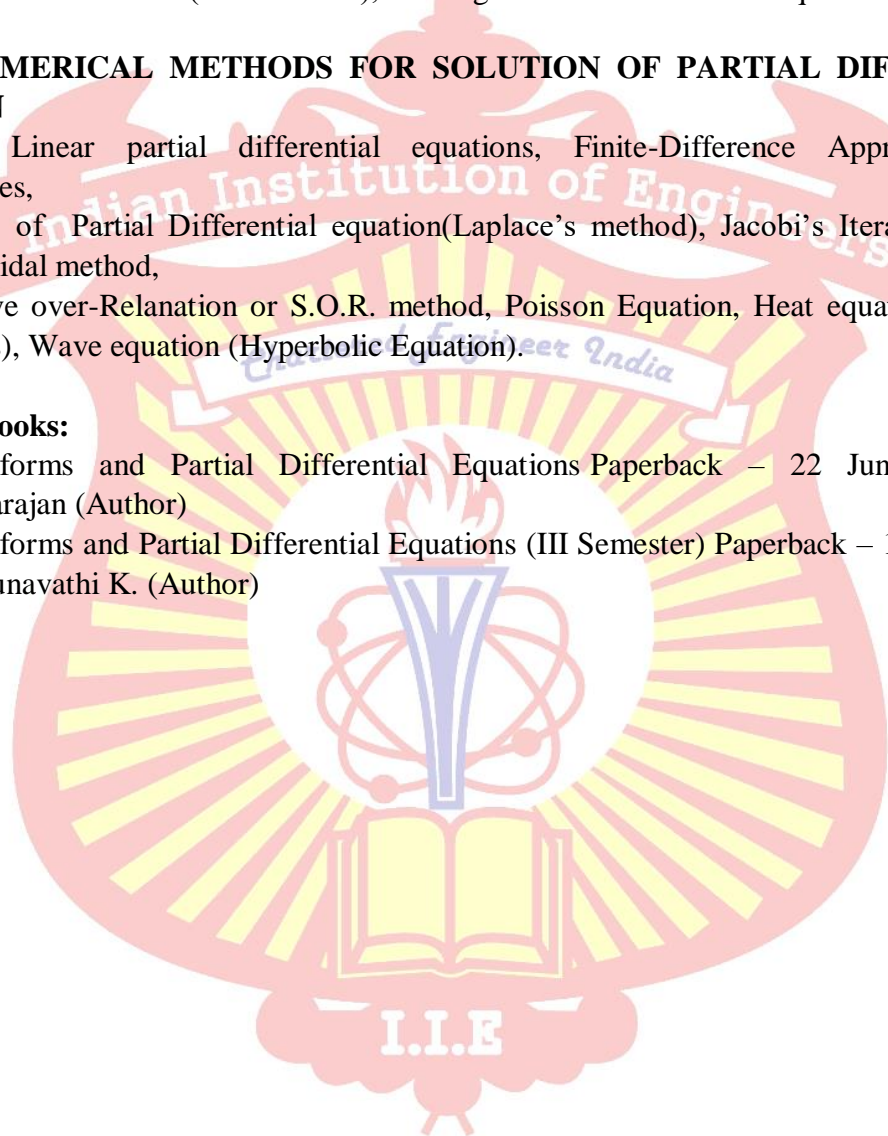 MERICAL METHODS FOR SOLUTION OF PARTIAL DIF
Linear partial differential equations, Finite-Difference Appr
es,
of Partial Differential equation(Laplace’s method), Jacobi’s Itera
idal method,
ve over-Relanation or S.O.R. method, Poisson Equation, Heat equa
), Wave equation (Hyperbolic Equation).
ooks:
forms and Partial Differential Equations Paperback – 22 Jun
arajan (Author)
forms and Partial Differential Equations (III Semester) Paperback –
unavathi K. (Author)
Indian Institution of Engineers
Chartered Engineer India
I.I.E